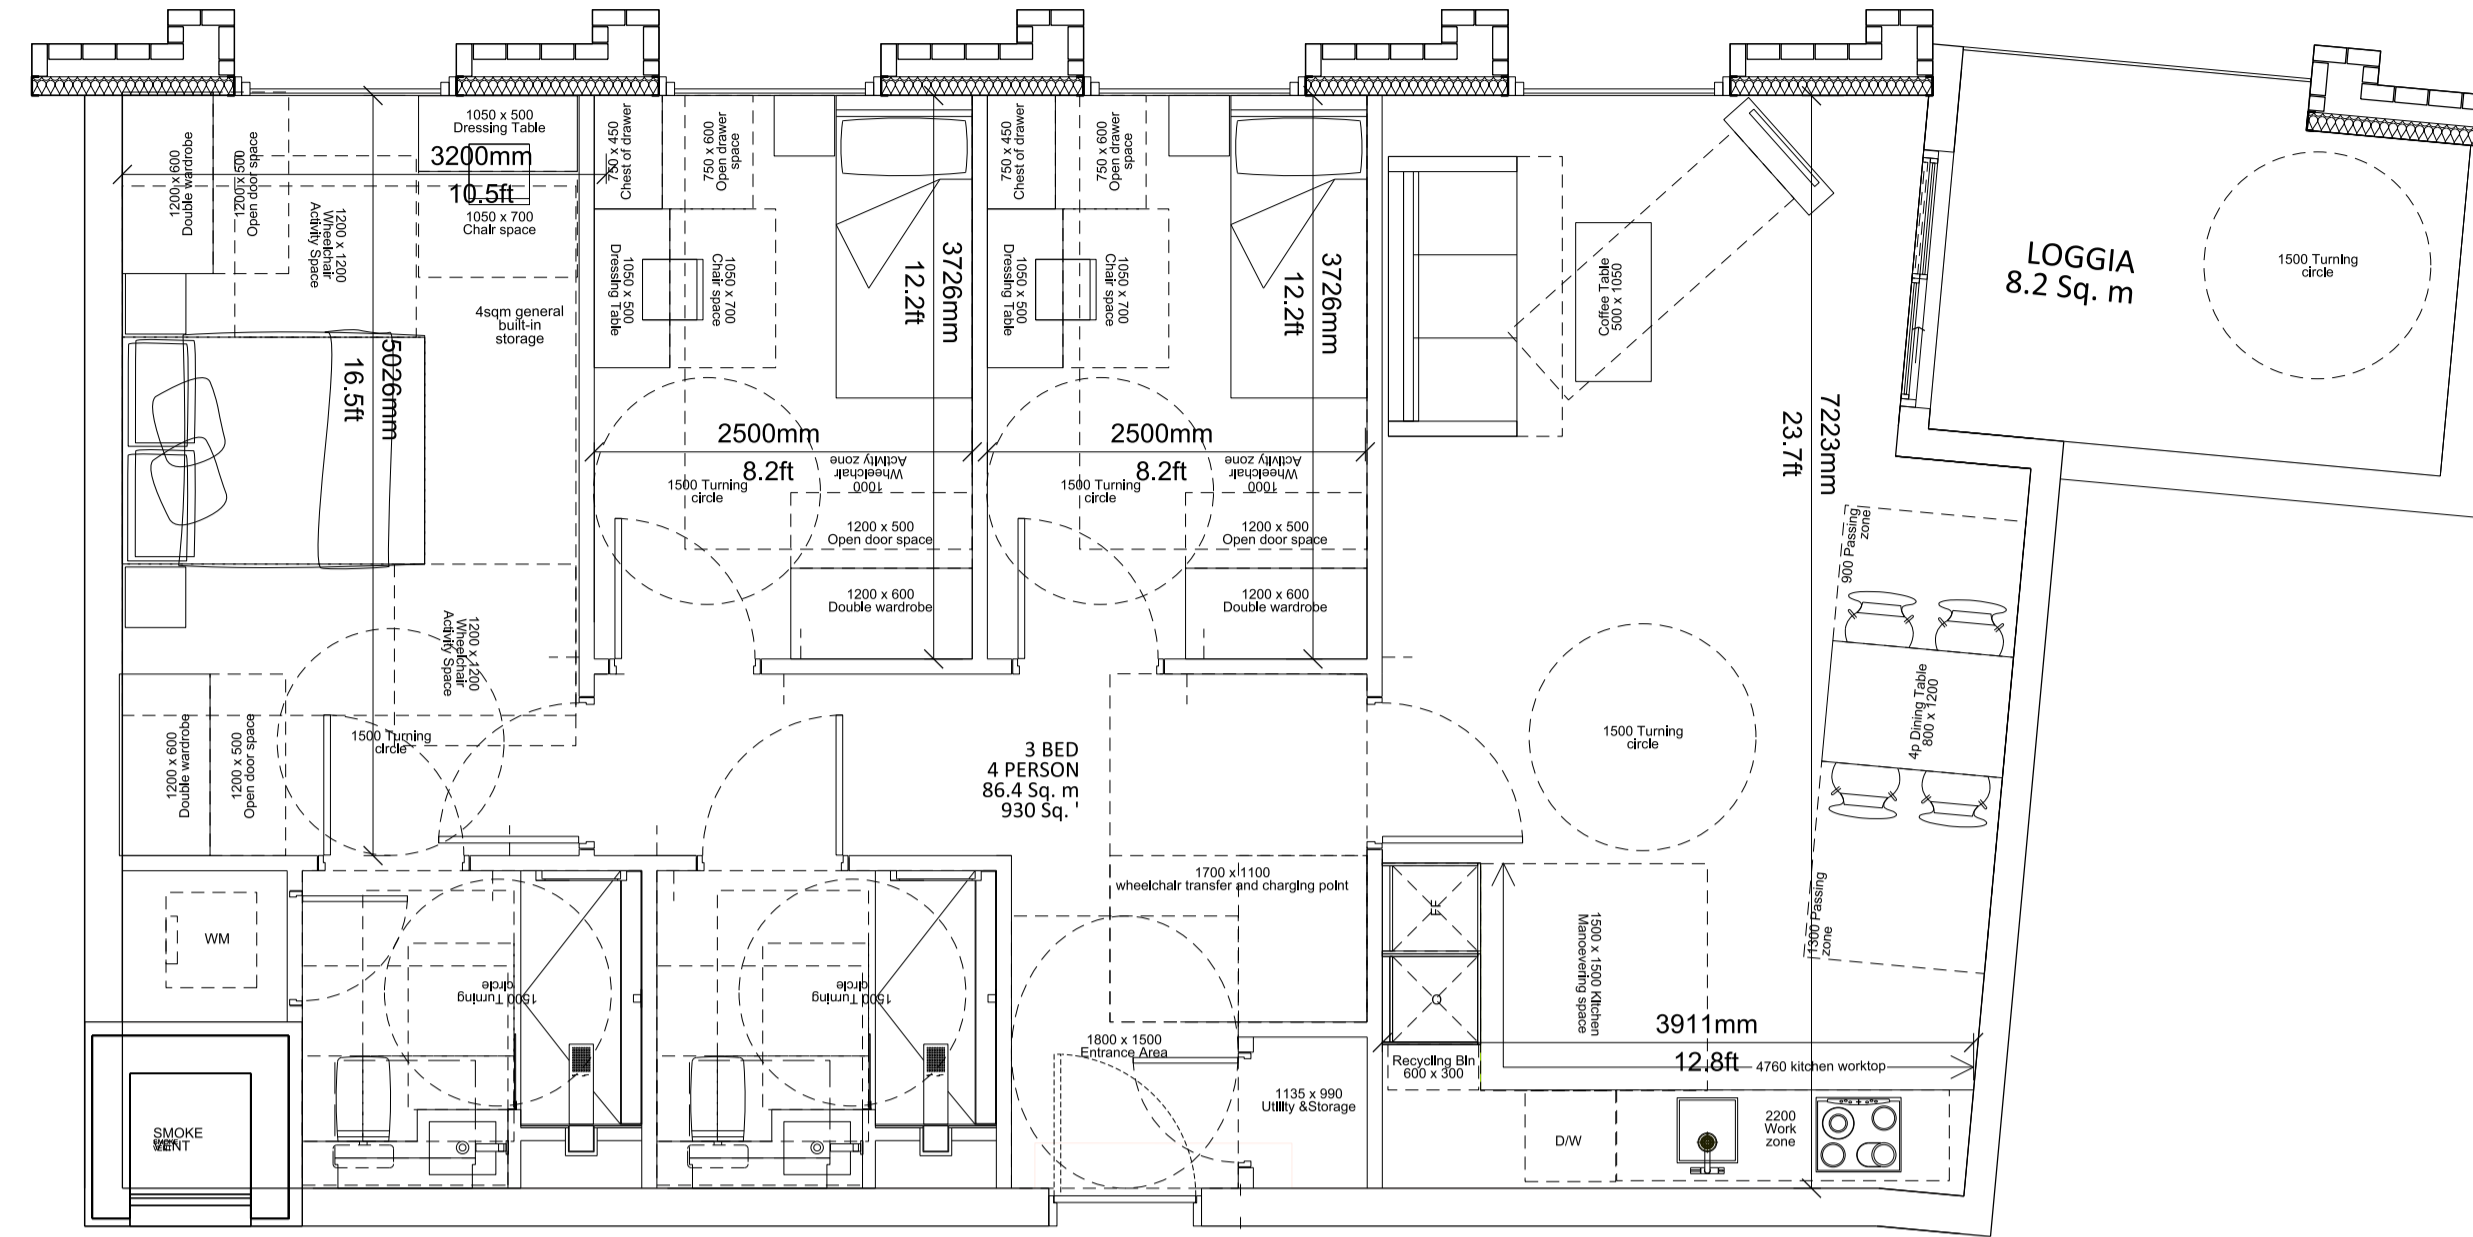 1200 x 600
Double wardrobe
1200 x 500
Open door space
1200 x 1200
Wheelchair
Activity Space
1050 x 500
Dressing Table
3200mm
10.5ft
1050 x 700
Chair space
4sqm general
built-in
storage
5026mm
16.5ft
1200 x 1200
Wheelchair
Activity Space
1200 x 600
Double wardrobe
1200 x 500
Open door space
1500 Turning
circle
750 x 450
Chest of drawer
750 x 600
Open drawer
space
1050 x 500
Dressing Table
1050 x 700
Chair space
3726mm
12.2ft
2500mm
8.2ft
1000
Wheelchair
Activity zone
1500 Turning
circle
1200 x 500
Open door space
1200 x 600
Double wardrobe
750 x 450
Chest of drawer
750 x 600
Open drawer
space
1050 x 500
Dressing Table
1050 x 700
Chair space
3726mm
12.2ft
2500mm
8.2ft
1000
Wheelchair
Activity zone
1500 Turning
circle
1200 x 500
Open door space
1200 x 600
Double wardrobe
Coffee Table
500 x 1050
7223mm
23.7ft
LOGGIA
8.2 Sq. m
1500 Turning
circle
900 Passing
zone
4p Dining Table
800 x 1200
1500 Turning
circle
1300 Passing
zone
3 BED
4 PERSON
86.4 Sq. m
930 Sq. '
1700 x 1100
wheelchair transfer and charging point
WM
1500 Turning
circle
1500 Turning
circle
1800 x 1500
Entrance Area
1135 x 990
Utility &Storage
FF
O
Recycling Bin
600 x 300
1500 x 1500 Kitchen
Manoevering space
3911mm
12.8ft
4760 kitchen worktop
D/W
2200
Work
zone
SMOKE
VENT